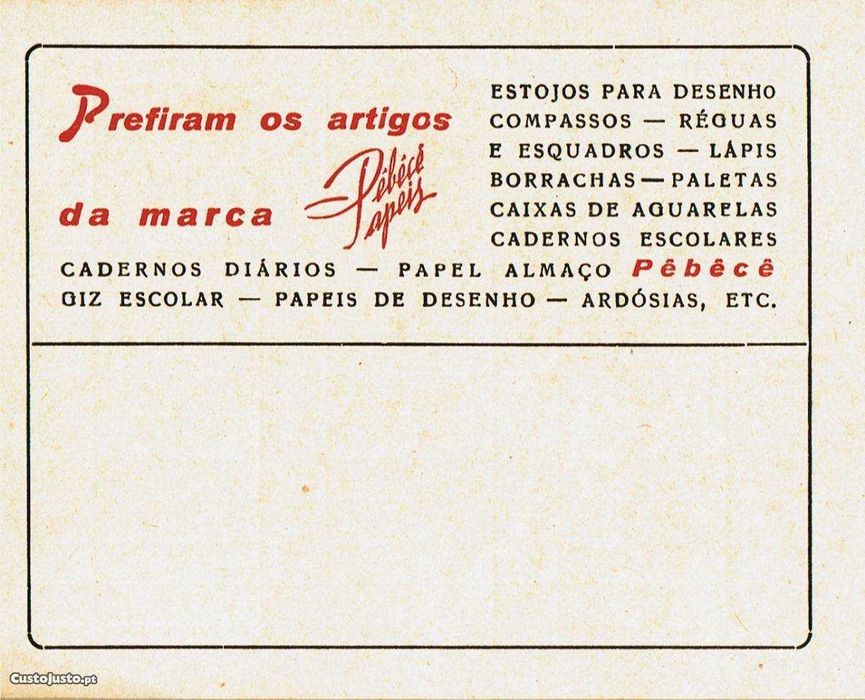 Prefiram os artigos
da marca Pêbécé Papeis
ESTOJOS PARA DESENHO
COMPASSOS — RÉGUAS
E ESQUADROS — LÁPIS
BORRACHAS — PALETAS
CAIXAS DE AGUARELAS
CADERNOS ESCOLARES
CADERNOS DIÁRIOS — PAPEL ALMAÇO Pêbêcê
GIZ ESCOLAR — PAPEIS DE DESENHO — ARDÓSIAS, ETC.
CustoJusto.pt